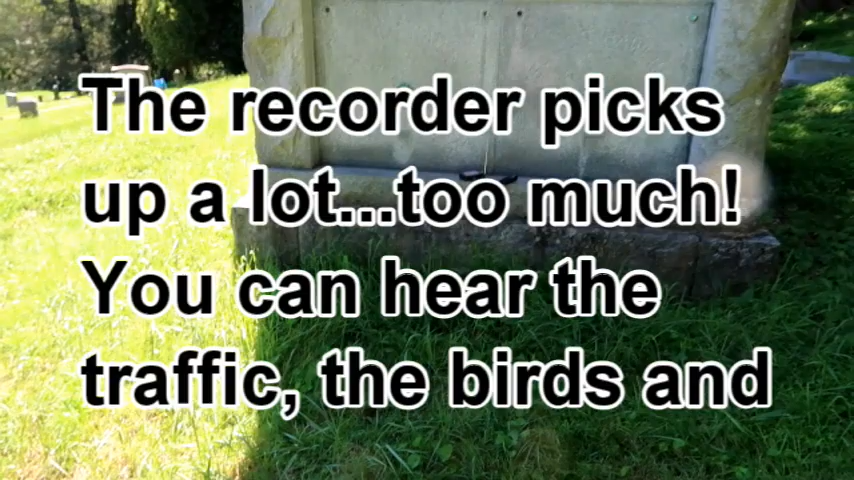 The recorder picks
up a lot...too much!
You can hear the
traffic, the birds and